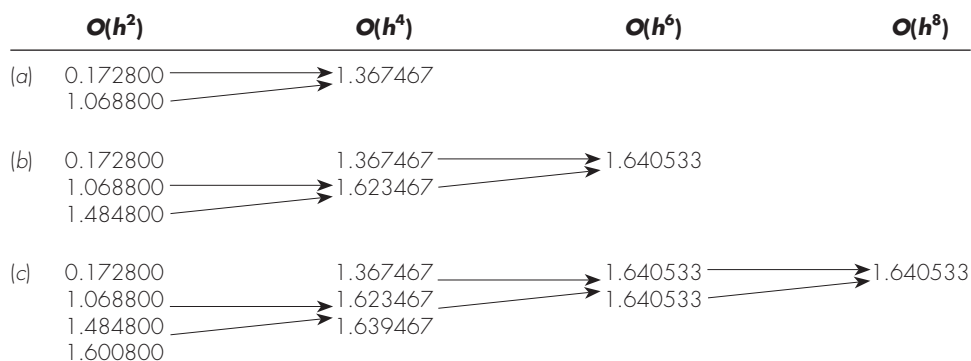 O(h²) O(h⁴) O(h⁶) O(h⁸)
(a) 0.172800 1.367467
1.068800
(b) 0.172800 1.367467 1.640533
1.068800 1.623467
1.484800
(c) 0.172800 1.367467 1.640533 1.640533
1.068800 1.623467 1.640533
1.484800 1.639467
1.600800